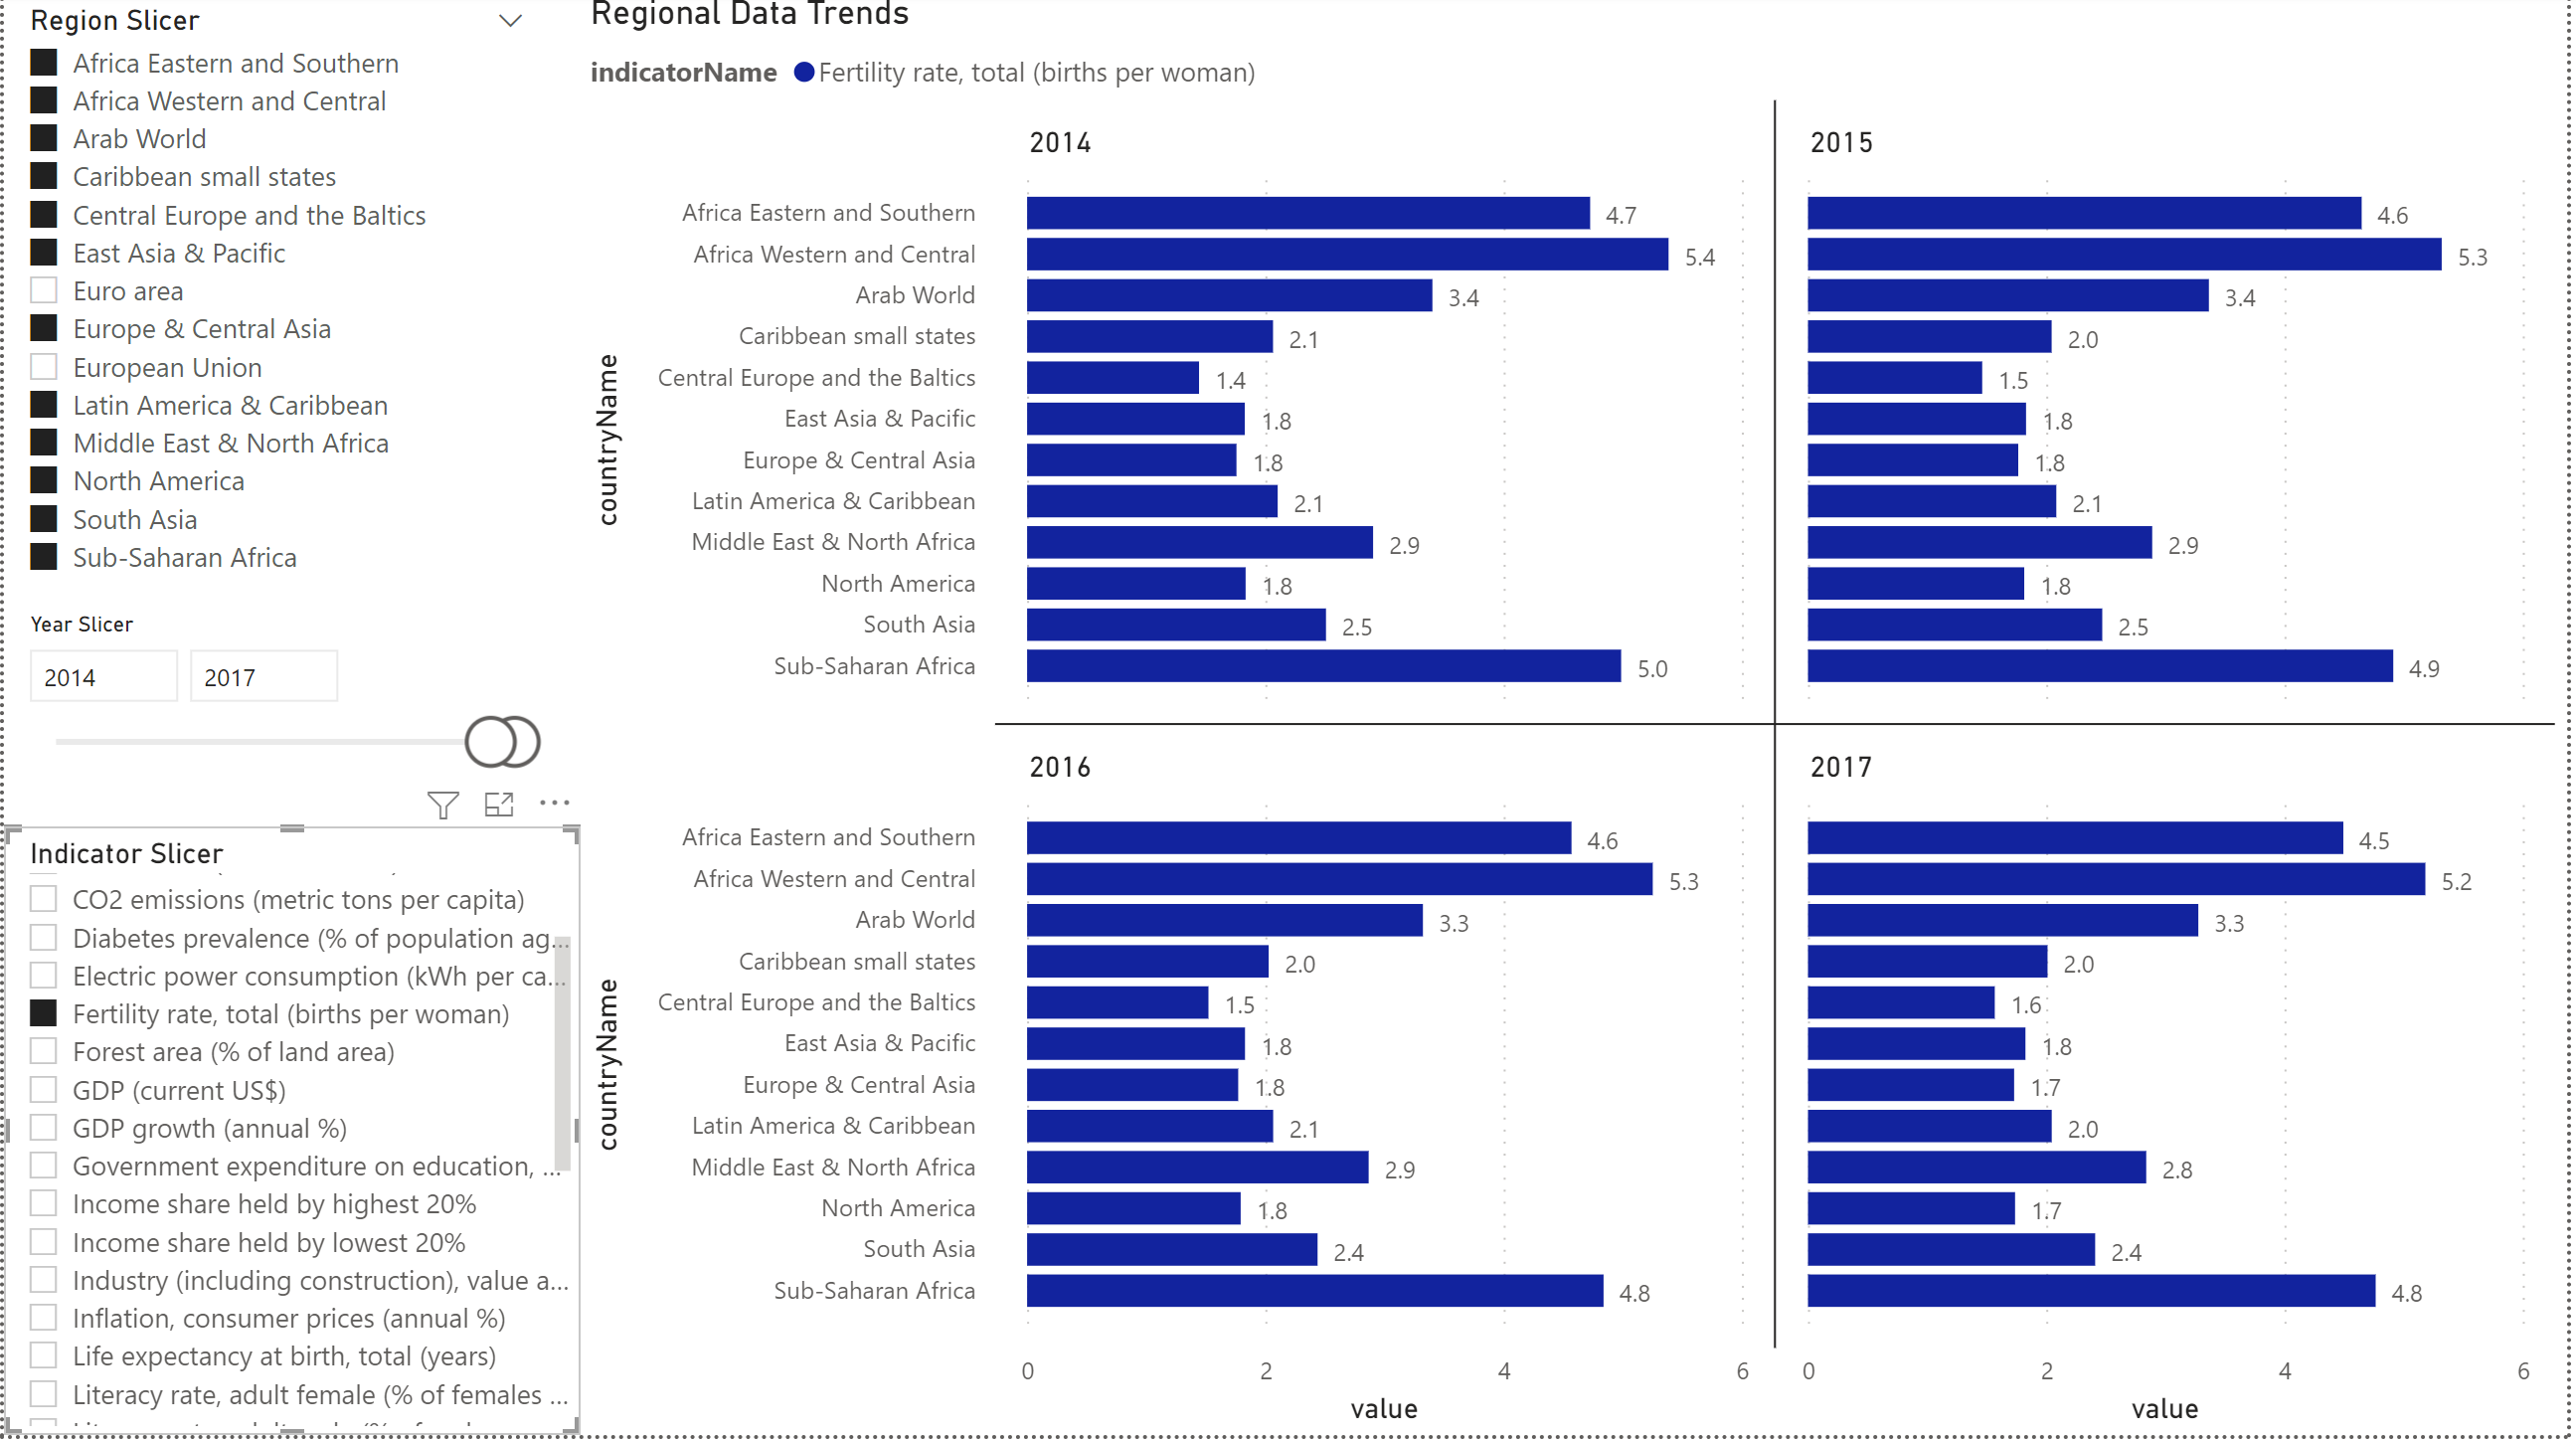 Region Slicer
Africa Eastern and Southern
Africa Western and Central
Arab World
Caribbean small states
Central Europe and the Baltics
East Asia & Pacific
Euro area
Europe & Central Asia
European Union
Latin America & Caribbean
Middle East & North Africa
North America
South Asia
Sub-Saharan Africa
Year Slicer
2014 2017
Indicator Slicer
CO2 emissions (metric tons per capita)
Diabetes prevalence (% of population ag...
Electric power consumption (kWh per ca...
Fertility rate, total (births per woman)
Forest area (% of land area)
GDP (current US$)
GDP growth (annual %)
Government expenditure on education, ...
Income share held by highest 20%
Income share held by lowest 20%
Industry (including construction), value a...
Inflation, consumer prices (annual %)
Life expectancy at birth, total (years)
Literacy rate, adult female (% of females ...
Regional Data Trends
indicatorName Fertility rate, total (births per woman)
2014 2015
countryName
Africa Eastern and Southern 4.7 4.6
Africa Western and Central 5.4 5.3
Arab World 3.4 3.4
Caribbean small states 2.1 2.0
Central Europe and the Baltics 1.4 1.5
East Asia & Pacific 1.8 1.8
Europe & Central Asia 1.8 1.8
Latin America & Caribbean 2.1 2.1
Middle East & North Africa 2.9 2.9
North America 1.8 1.8
South Asia 2.5 2.5
Sub-Saharan Africa 5.0 4.9
2016 2017
countryName
Africa Eastern and Southern 4.6 4.5
Africa Western and Central 5.3 5.2
Arab World 3.3 3.3
Caribbean small states 2.0 2.0
Central Europe and the Baltics 1.5 1.6
East Asia & Pacific 1.8 1.8
Europe & Central Asia 1.8 1.7
Latin America & Caribbean 2.1 2.0
Middle East & North Africa 2.9 2.8
North America 1.8 1.7
South Asia 2.4 2.4
Sub-Saharan Africa 4.8 4.8
0 2 4 6 0 2 4 6
value value